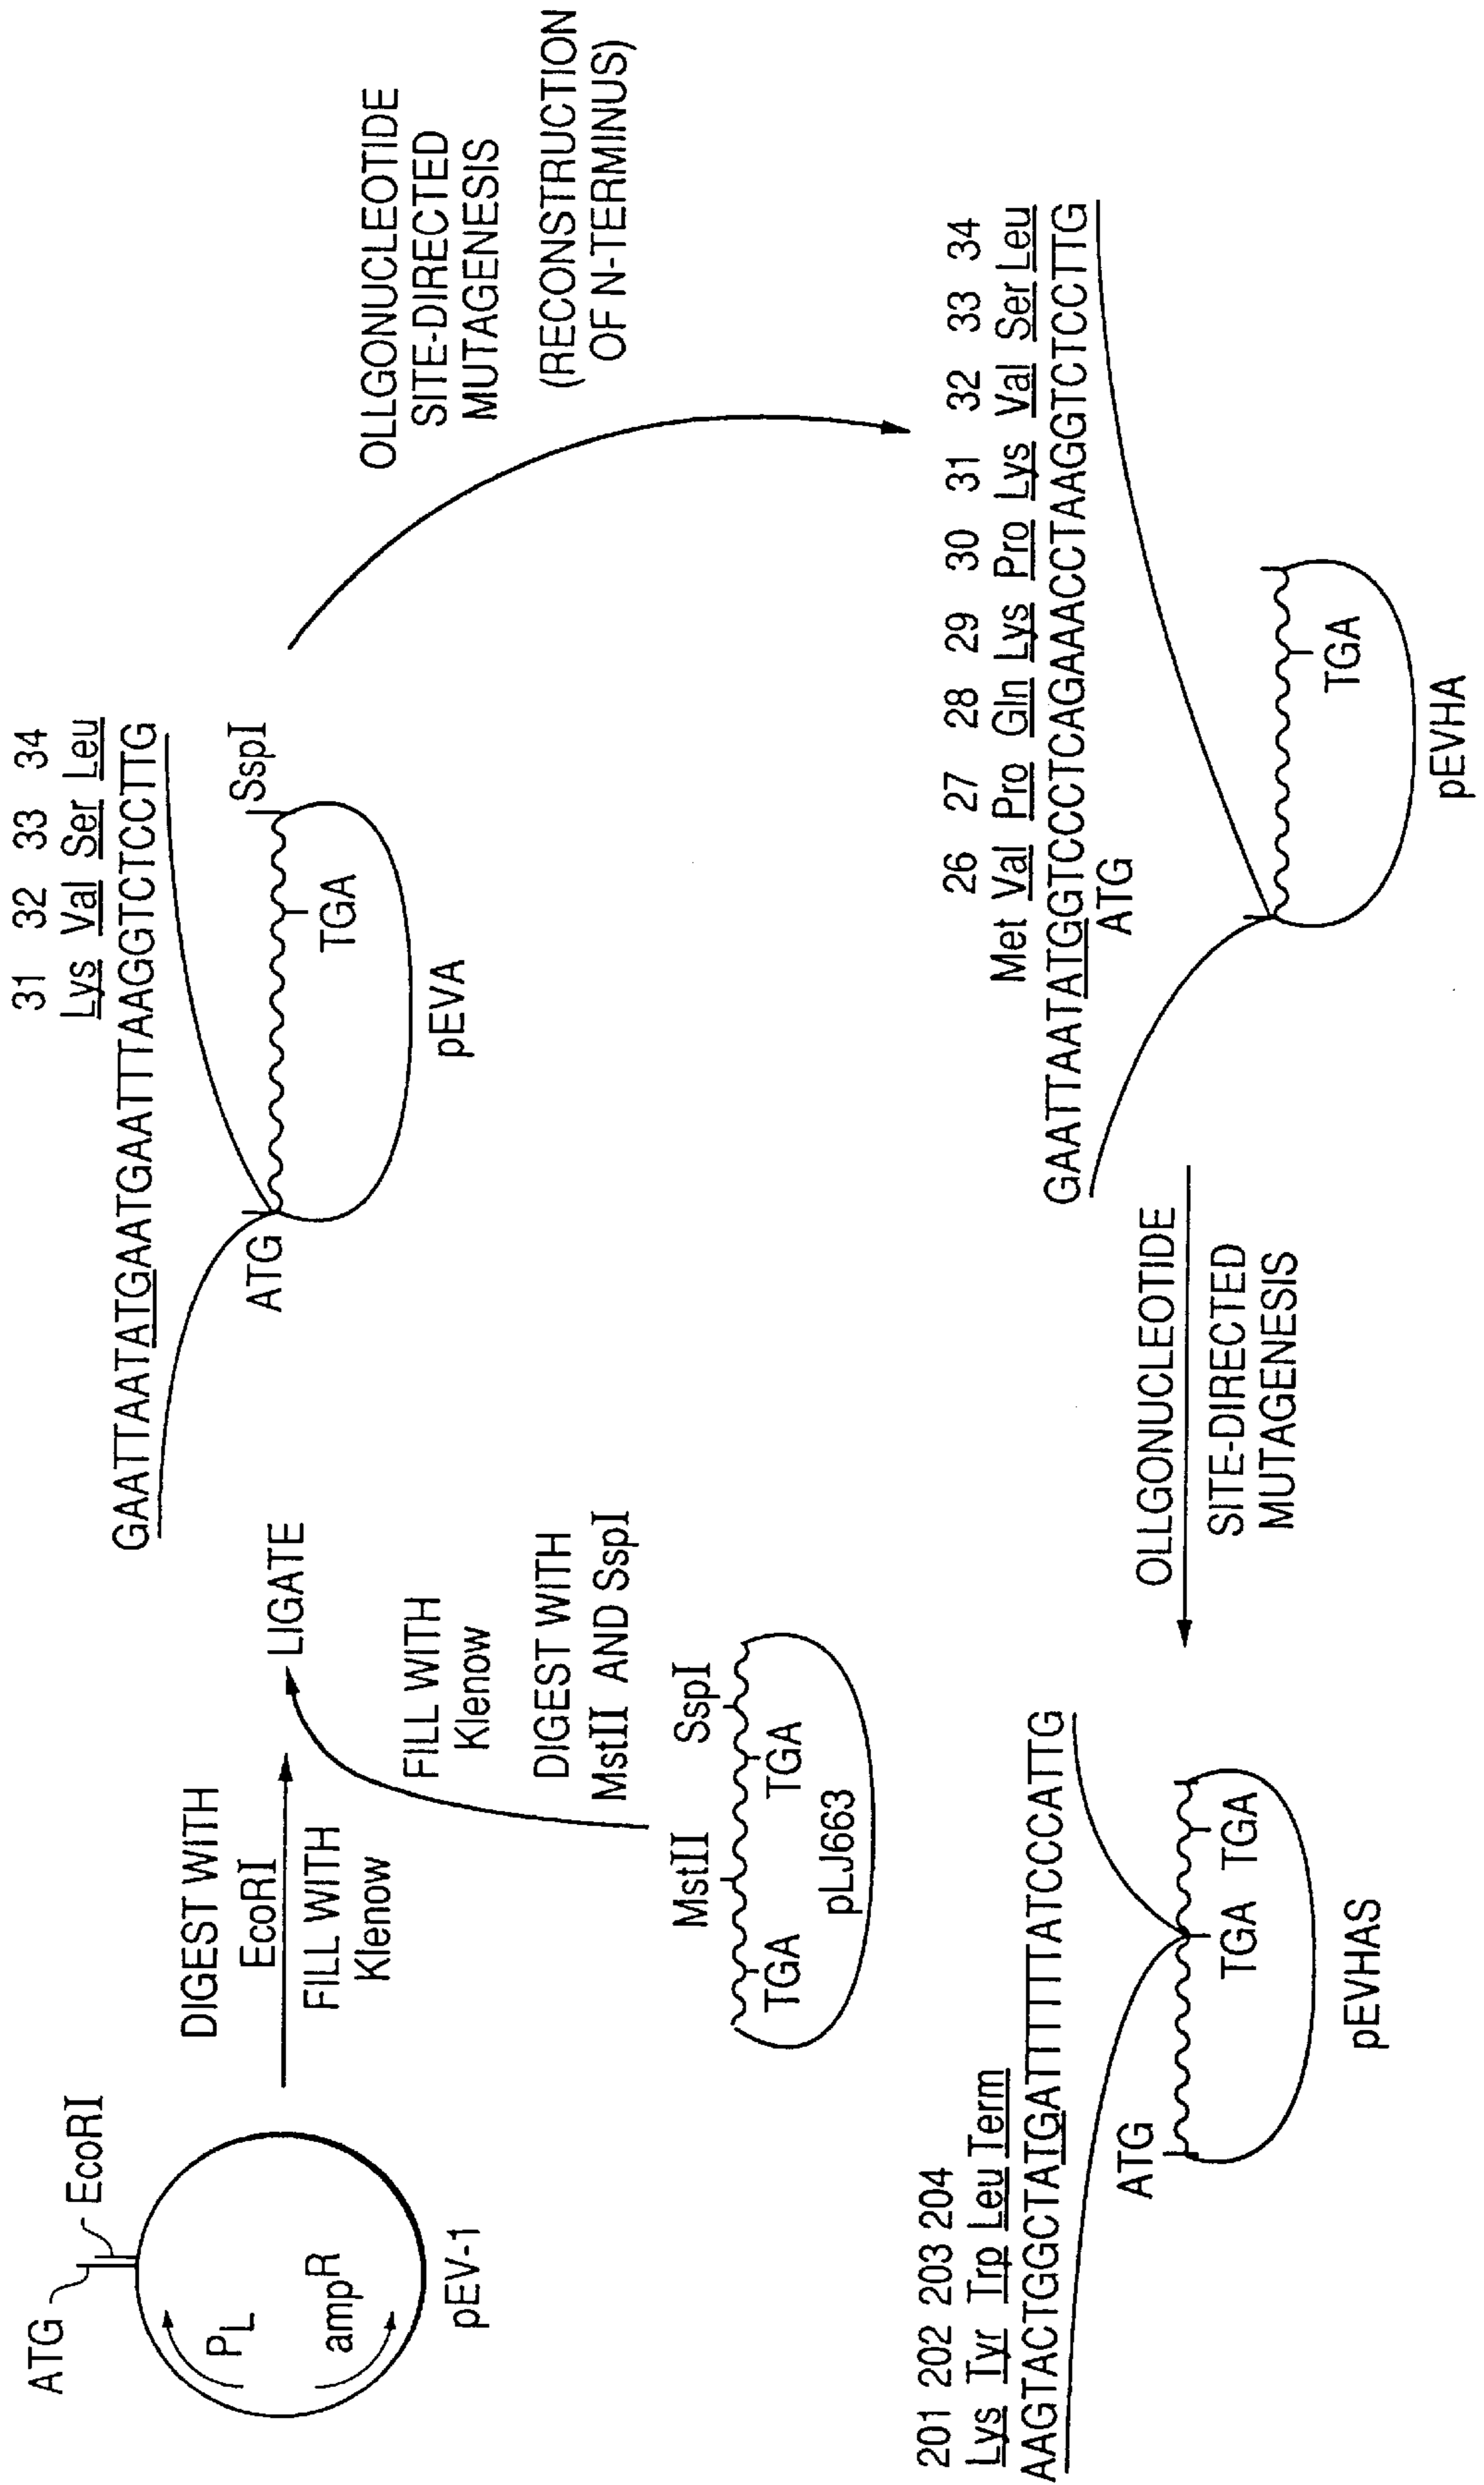 ATG
EcoRI
PL
ampR
pEV-1
DIGEST WITH
EcoRI
FILL WITH
Klenow
LIGATE
FILL WITH
Klenow
DIGEST WITH
MstII AND SspI
MstII
SspI
TGA
TGA
pLJ663
31 32 33 34
Lys Val Ser Leu
GAATTAATATGAATGAATTTAAGGTCTCCTTG
ATG
SspI
TGA
pEVA
OLLGONUCLEOTIDE
SITE-DIRECTED
MUTAGENESIS
(RECONSTRUCTION
OF N-TERMINUS)
26 27 28 29 30 31 32 33 34
Met Val Pro Gln Lys Pro Lys Val Ser Leu
GAATTAATATGGTCCCTCAGAAACCTAAGGTCTCCTTG
ATG
TGA
pEVHA
OLLGONUCLEOTIDE
SITE-DIRECTED
MUTAGENESIS
201 202 203 204
Lys Tyr Trp Leu Term
AAGTACTGGCTATGATTTTTTATCCCATTG
ATG
TGA TGA
pEVHAS